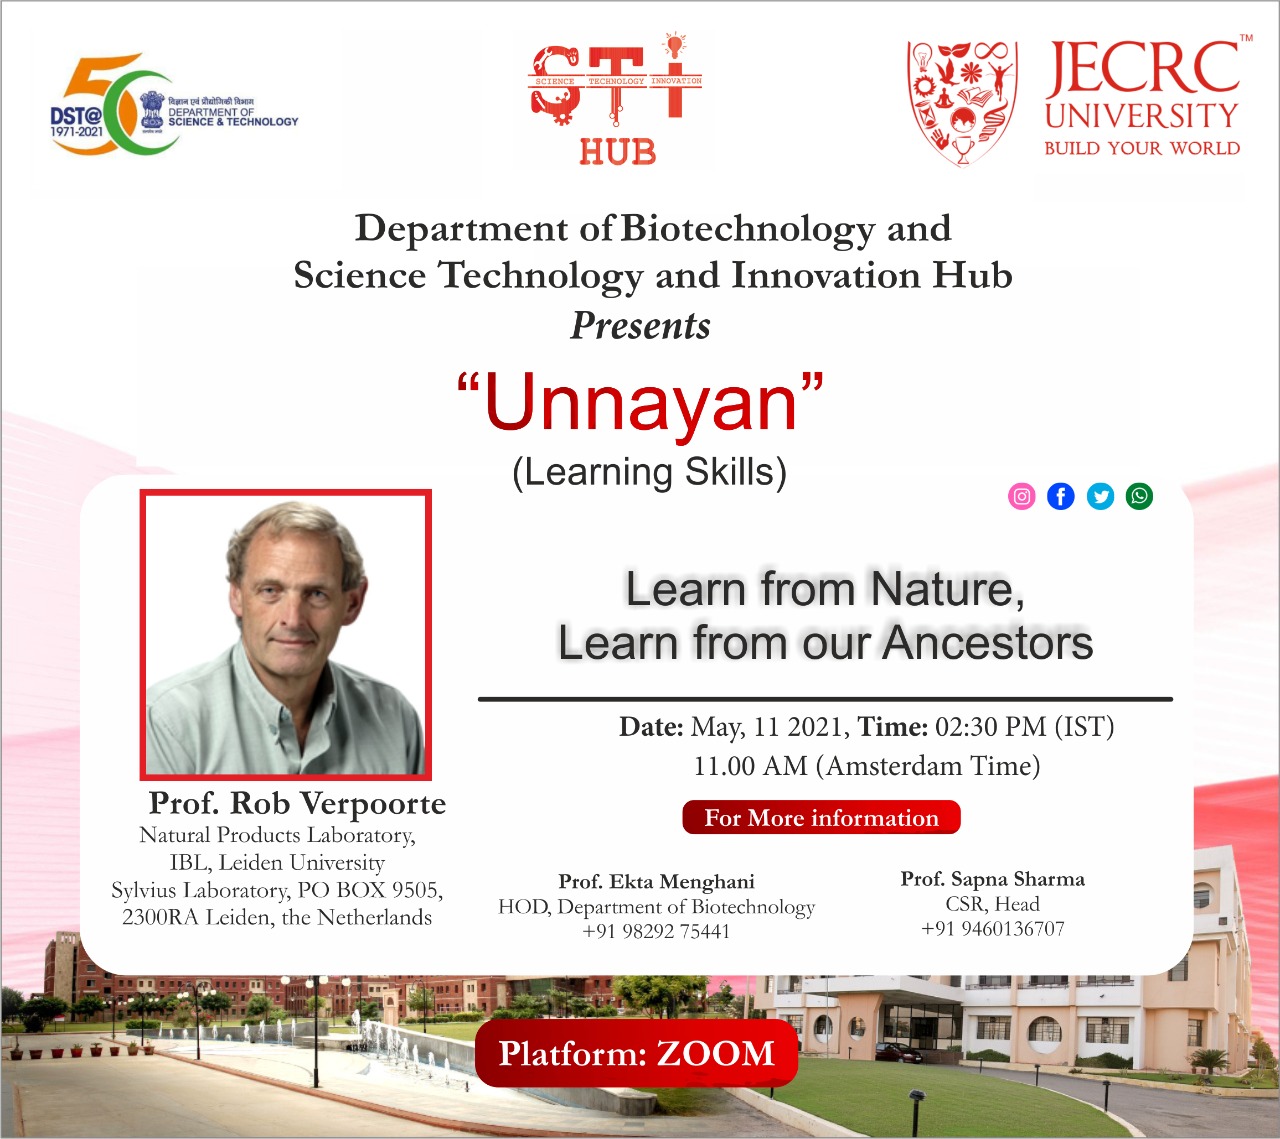 DST@50
1971-2021
विज्ञान एवं प्रौद्योगिकी विभाग
DEPARTMENT OF
SCIENCE & TECHNOLOGY
STI
SCIENCE TECHNOLOGY INNOVATION
HUB
JECRC™
UNIVERSITY
BUILD YOUR WORLD
Department of Biotechnology and
Science Technology and Innovation Hub
Presents
“Unnayan”
(Learning Skills)
Learn from Nature,
Learn from our Ancestors
Date: May, 11 2021, Time: 02:30 PM (IST)
11.00 AM (Amsterdam Time)
For More information
Prof. Rob Verpoorte
Natural Products Laboratory,
IBL, Leiden University
Sylvius Laboratory, PO BOX 9505,
2300RA Leiden, the Netherlands
Prof. Ekta Menghani
HOD, Department of Biotechnology
+91 98292 75441
Prof. Sapna Sharma
CSR, Head
+91 9460136707
Platform: ZOOM